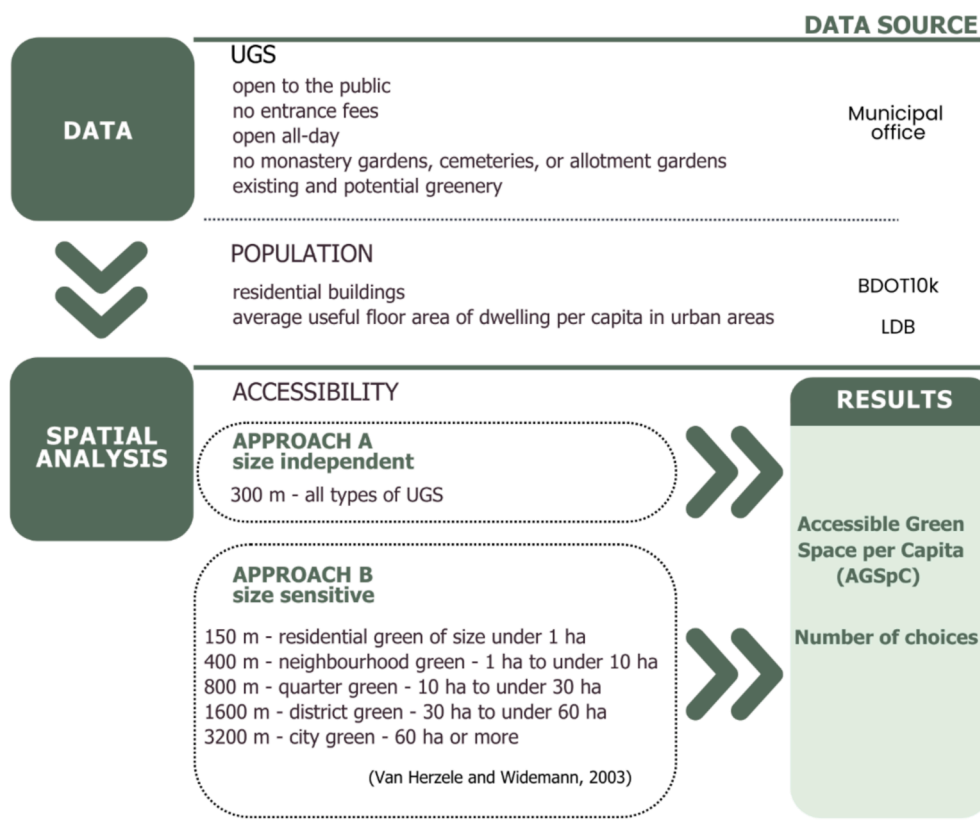 DATA SOURCE
DATA
UGS
open to the public
no entrance fees
open all-day
no monastery gardens, cemeteries, or allotment gardens
existing and potential greenery
Municipal
office
POPULATION
residential buildings
average useful floor area of dwelling per capita in urban areas
BDOT10k
LDB
SPATIAL
ANALYSIS
ACCESSIBILITY
APPROACH A
size independent
300 m - all types of UGS
APPROACH B
size sensitive
150 m - residential green of size under 1 ha
400 m - neighbourhood green - 1 ha to under 10 ha
800 m - quarter green - 10 ha to under 30 ha
1600 m - district green - 30 ha to under 60 ha
3200 m - city green - 60 ha or more
(Van Herzele and Widemann, 2003)
RESULTS
Accessible Green
Space per Capita
(AGSpC)
Number of choices